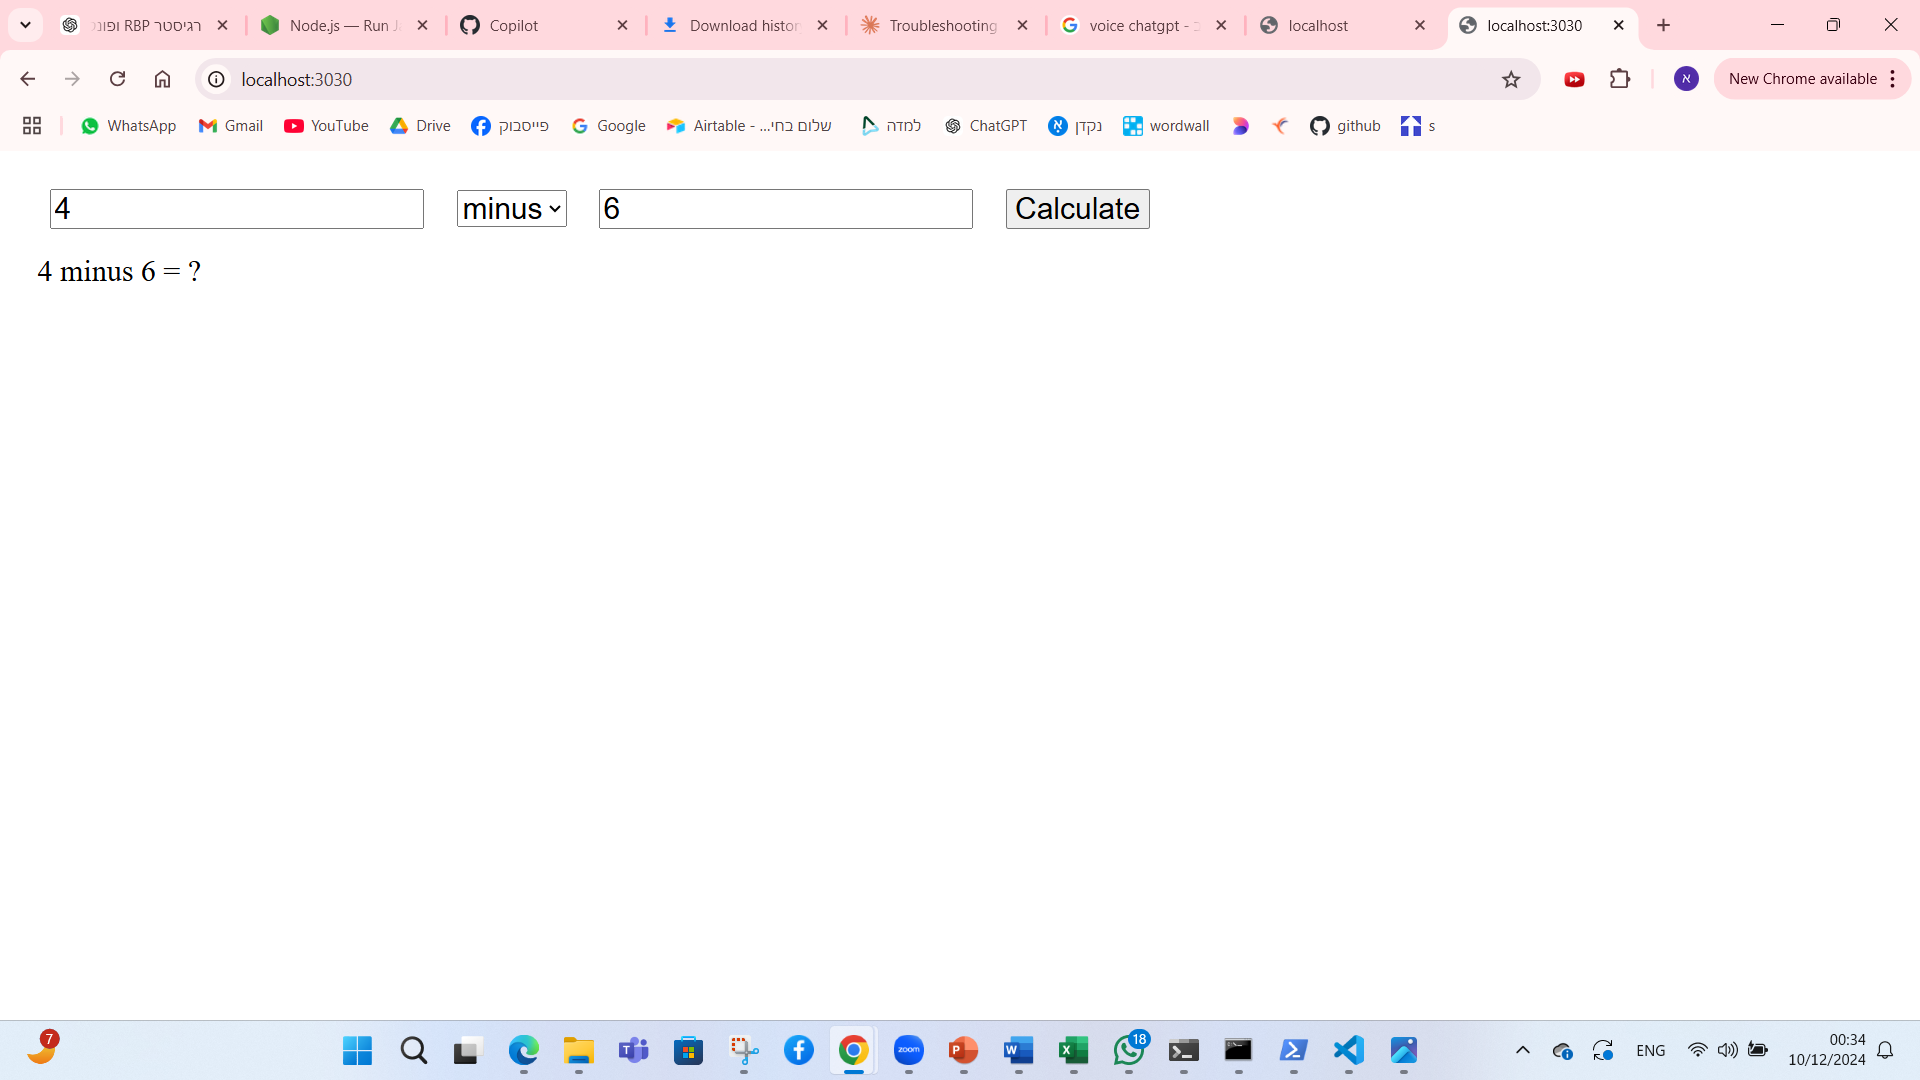 רגיסטר RBP ופונק
Node.js — Run J
Copilot
Download histor
Troubleshooting
voice chatgpt - כ
localhost
localhost:3030
localhost:3030
New Chrome available
WhatsApp
Gmail
YouTube
Drive
פייסבוק
Google
Airtable - ...שלום בחי
למדה
ChatGPT
נקדן
wordwall
github
s
4
minus
6
Calculate
4 minus 6 = ?
7
zoom
18
ENG
00:34
10/12/2024